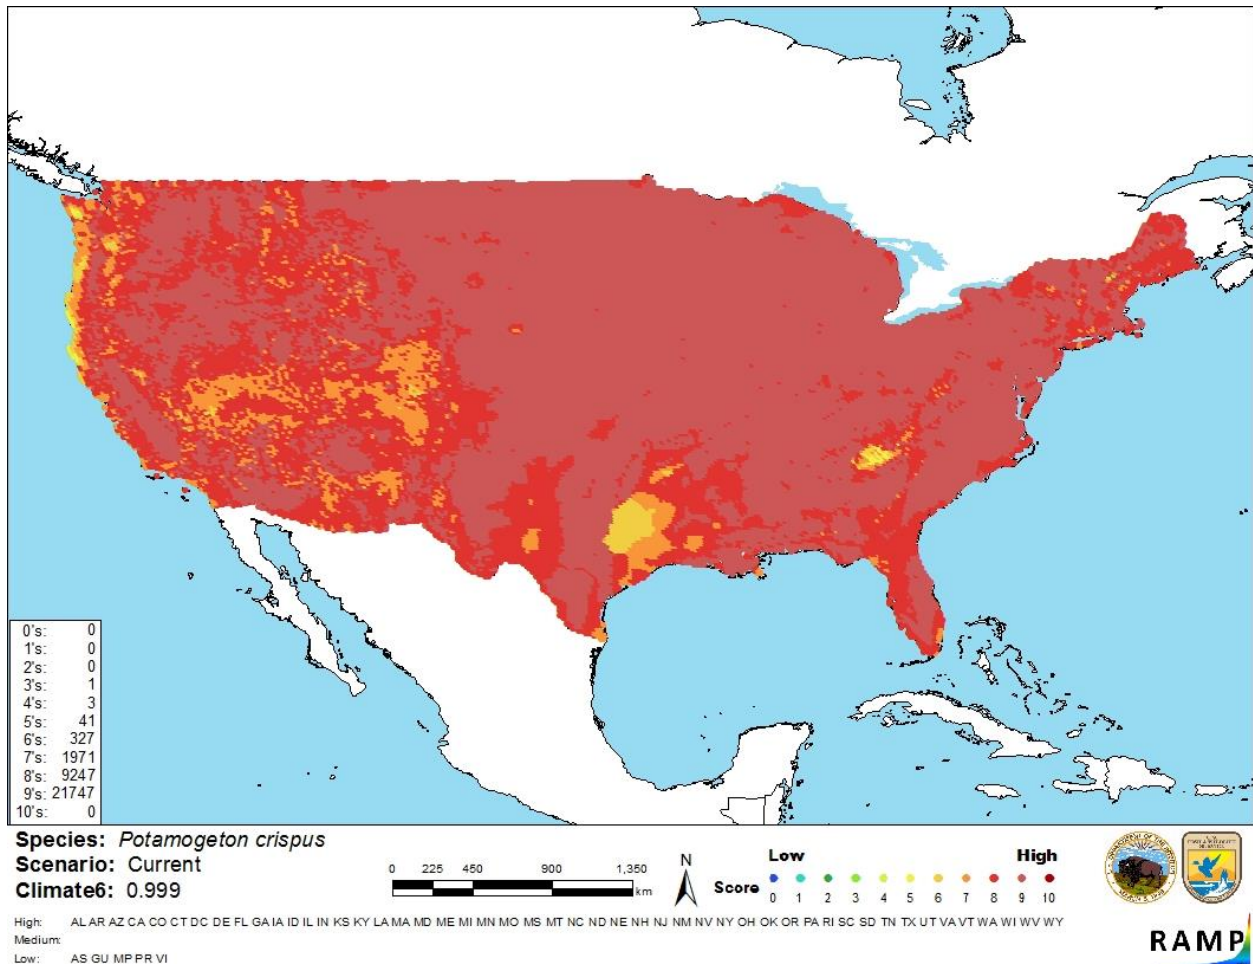 0's: 0
1's: 0
2's: 0
3's: 1
4's: 3
5's: 41
6's: 327
7's: 1971
8's: 9247
9's: 21747
10's: 0
Species: Potamogeton crispus
Scenario: Current
Climate6: 0.999
0 225 450 900 1,350
km
N
Low High
Score 0 1 2 3 4 5 6 7 8 9 10
High: AL AR AZ CA CO CT DC DE FL GA IA ID IL IN KS KY LA MA MD ME MI MN MO MS MT NC ND NE NH NJ NM NV NY OH OK OR PA RI SC SD TN TX UT VA VT WA WI WV WY
Medium:
Low: AS GU MP PR VI
RAMP